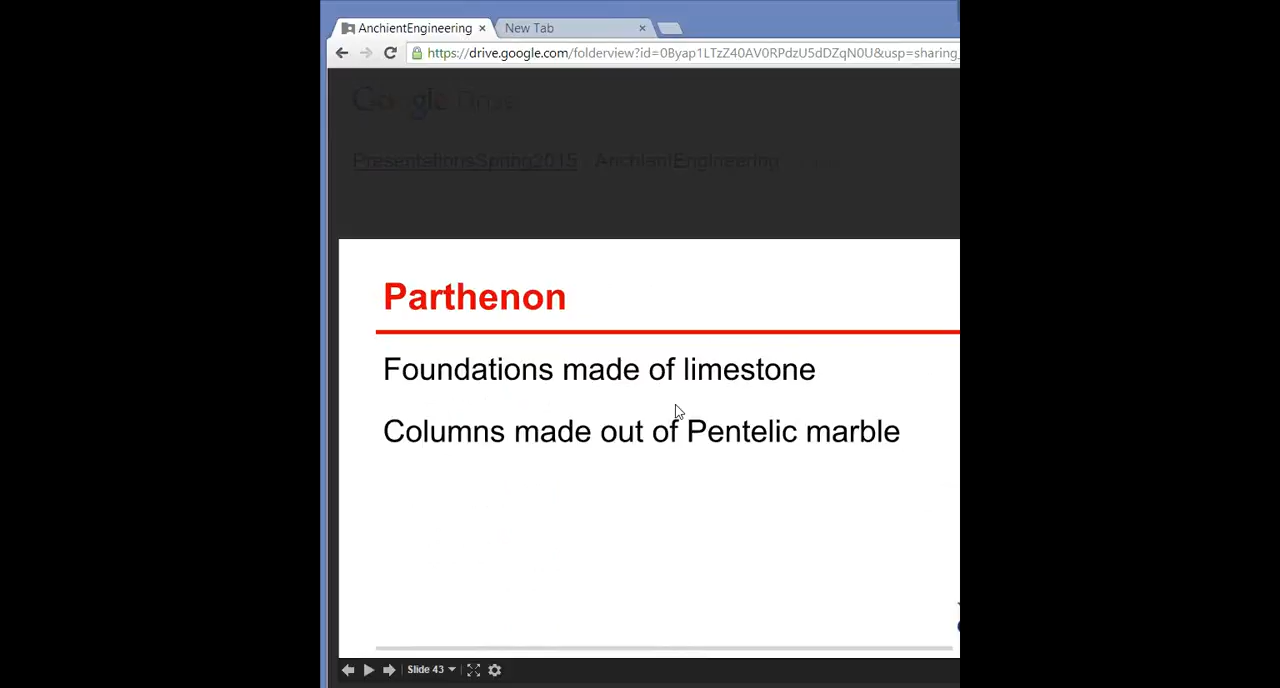 AnchientEngineering
New Tab
https://drive.google.com/folderview?id=0Byap1LTzZ40AV0RPdzU5dDZqN0U&usp=sharing
Google Drive
PresentationsSpring2015 AnchientEngineering
Parthenon
Foundations made of limestone
Columns made out of Pentelic marble
Slide 43